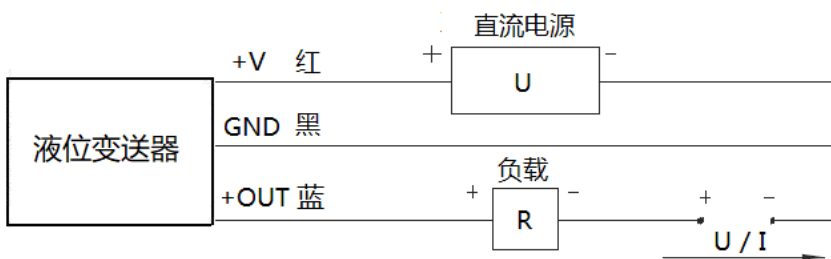 直流电源
+V 红 + U -
液位变送器
GND 黑
负载
+OUT 蓝 + R - + -
U / I